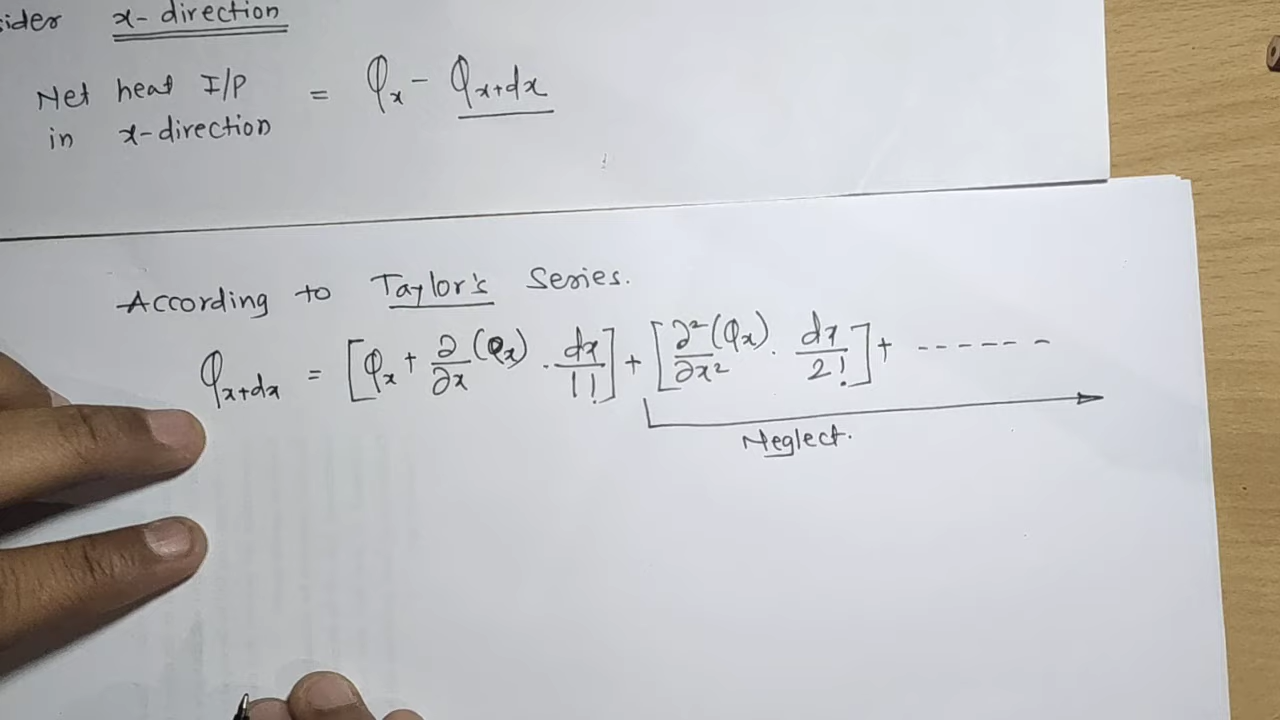 sider x-direction
Net heat I/P = Qx - Qx+dx
in x-direction
According to Taylor's Series.
Qx+dx = [Qx + ∂/∂x (Qx) . dx/1!] + [∂²(Qx)/∂x² . dx/2!] + ------
Neglect.